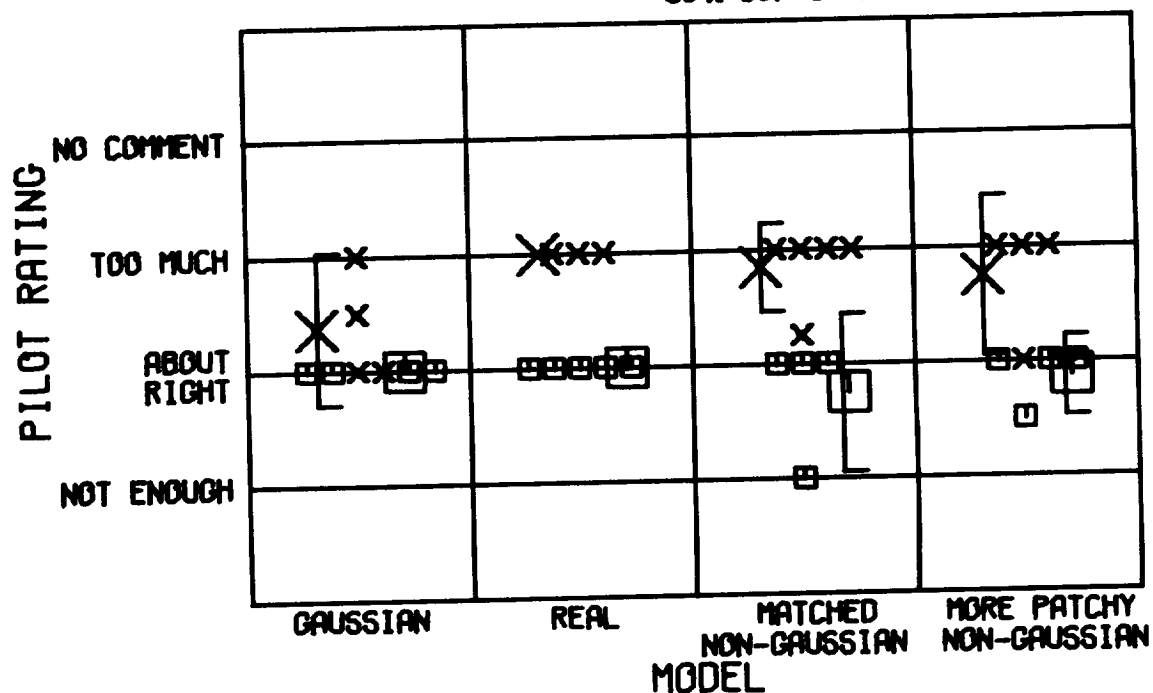 NO COMMENT
TOO MUCH
ABOUT
RIGHT
NOT ENOUGH
PILOT RATING
GAUSSIAN
REAL
MATCHED
NON-GAUSSIAN
MORE PATCHY
NON-GAUSSIAN
MODEL